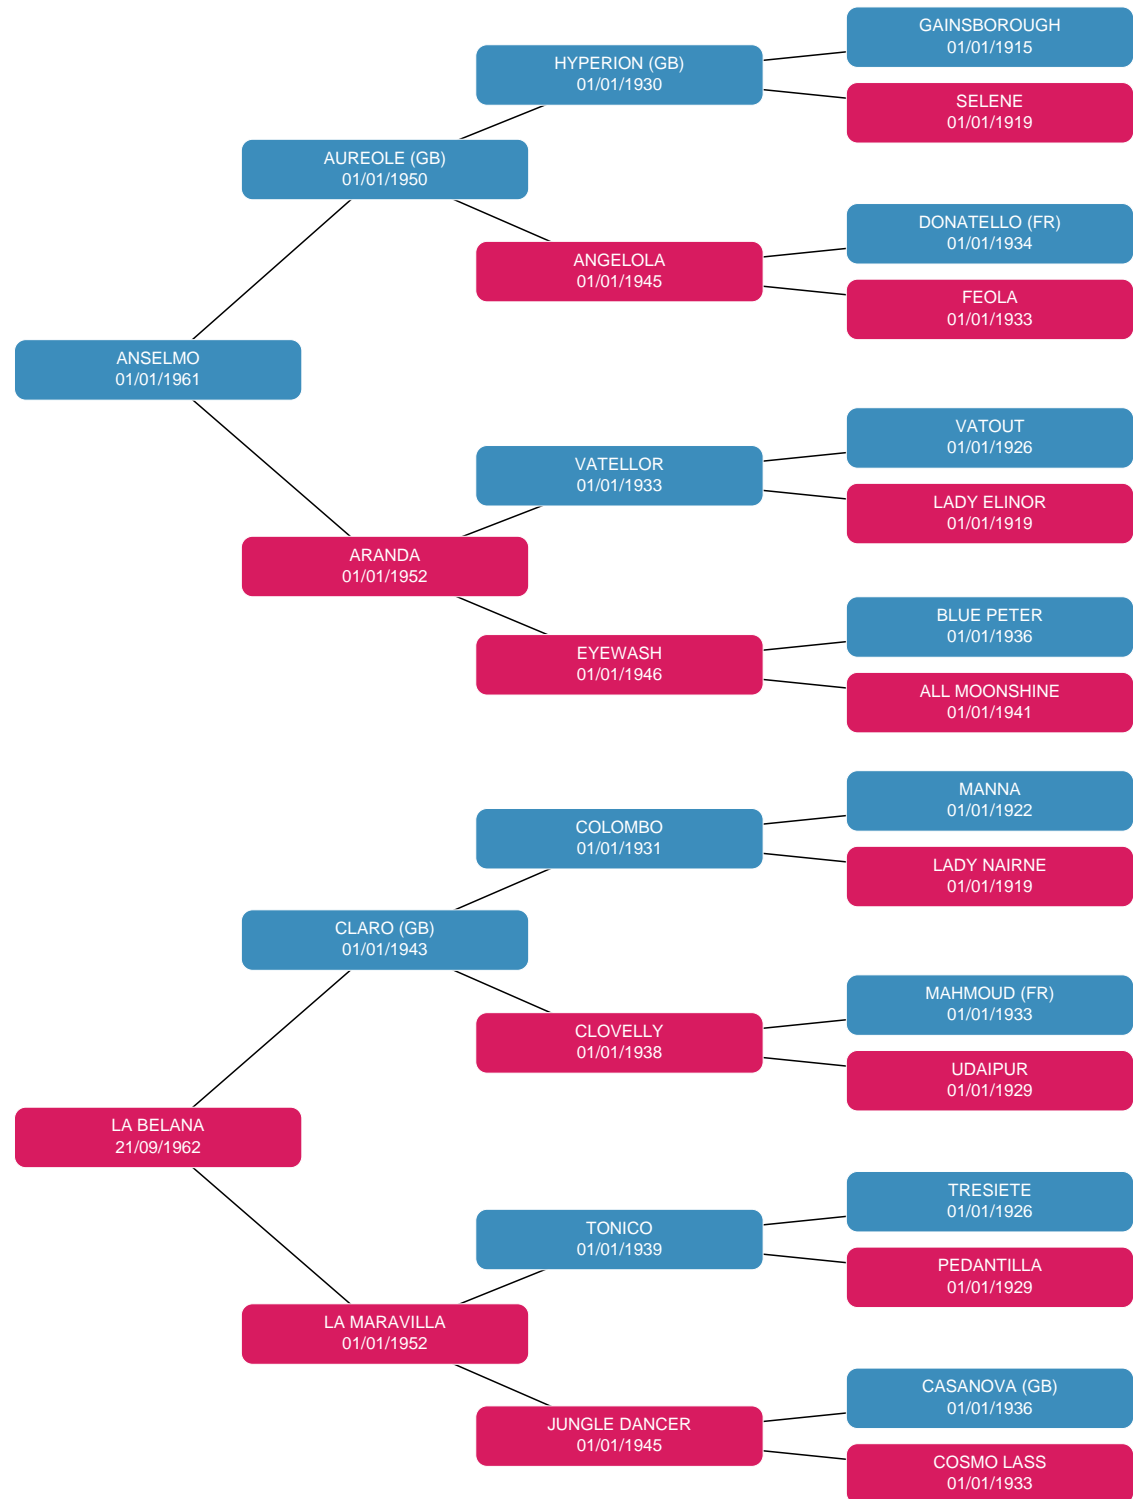 GAINSBOROUGH
01/01/1915
HYPERION (GB)
01/01/1930
SELENE
01/01/1919
AUREOLE (GB)
01/01/1950
DONATELLO (FR)
01/01/1934
ANGELOLA
01/01/1945
FEOLA
01/01/1933
ANSELMO
01/01/1961
VATOUT
01/01/1926
VATELLOR
01/01/1933
LADY ELINOR
01/01/1919
ARANDA
01/01/1952
BLUE PETER
01/01/1936
EYEWASH
01/01/1946
ALL MOONSHINE
01/01/1941
MANNA
01/01/1922
COLOMBO
01/01/1931
LADY NAIRNE
01/01/1919
CLARO (GB)
01/01/1943
MAHMOUD (FR)
01/01/1933
CLOVELLY
01/01/1938
UDAIPUR
01/01/1929
LA BELANA
21/09/1962
TRESIETE
01/01/1926
TONICO
01/01/1939
PEDANTILLA
01/01/1929
LA MARAVILLA
01/01/1952
CASANOVA (GB)
01/01/1936
JUNGLE DANCER
01/01/1945
COSMO LASS
01/01/1933